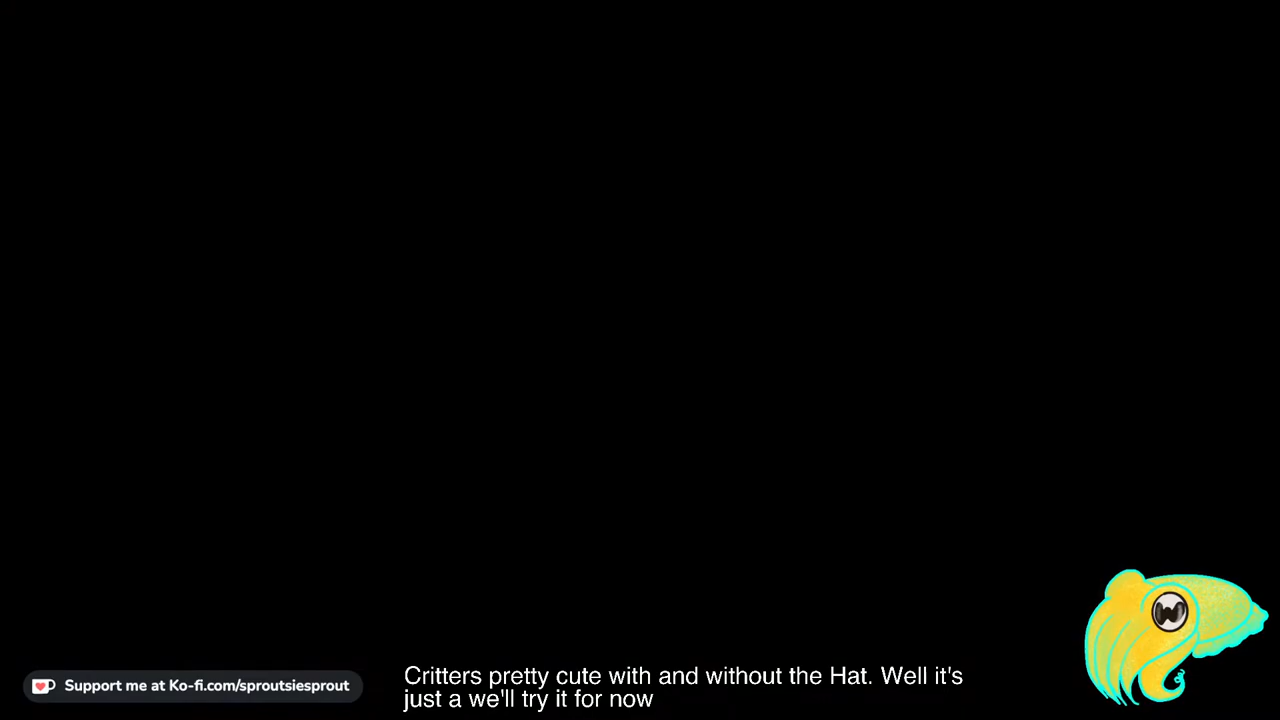 Critters pretty cute with and without the Hat. Well it's
just a we'll try it for now
Support me at Ko-fi.com/sproutsiesprout